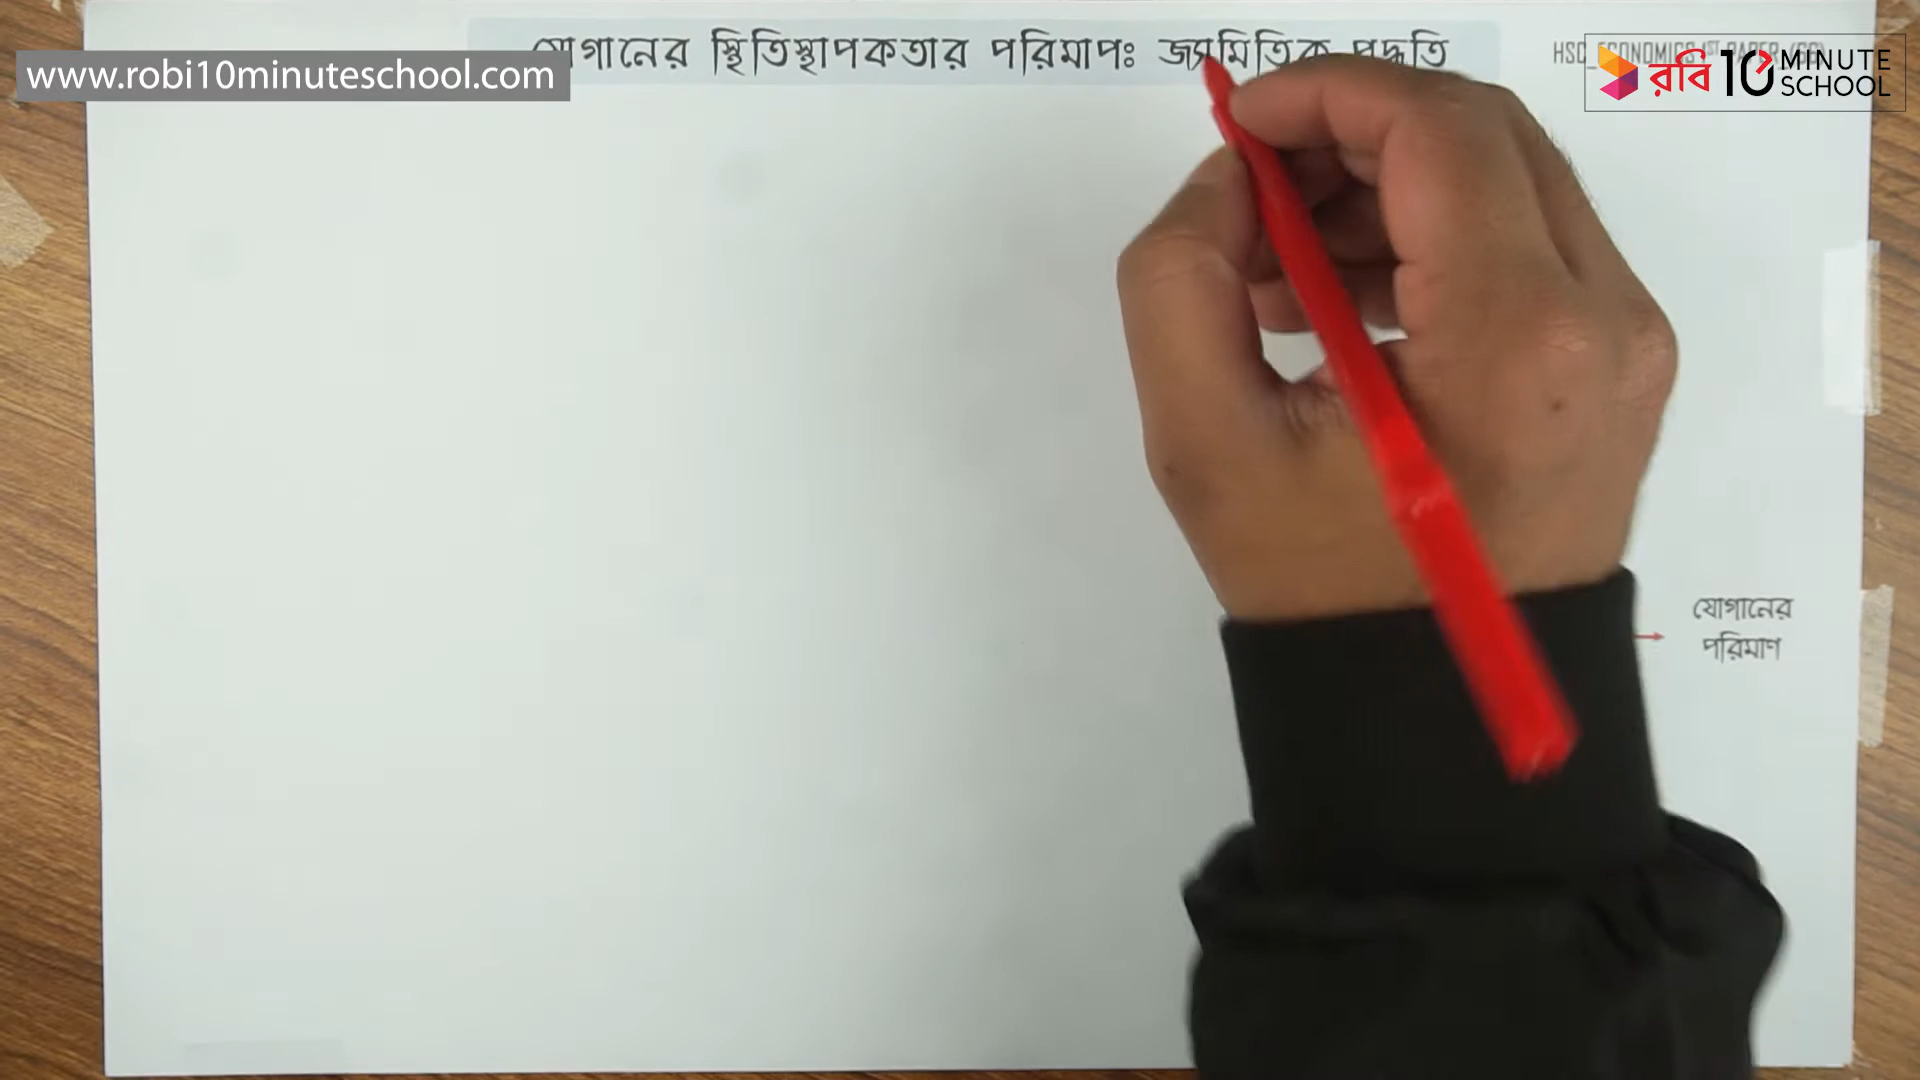 www.robi10minuteschool.com
স্থিতিস্থাপকতার পরিমাপঃ জ্যামিতিক পদ্ধতি
রবি 10 MINUTE SCHOOL
যোগানের
পরিমাণ